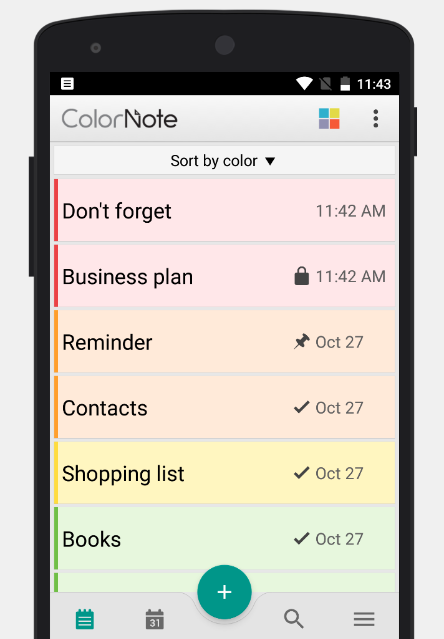 11:43
ColorNote
Sort by color
Don't forget 11:42 AM
Business plan 11:42 AM
Reminder Oct 27
Contacts Oct 27
Shopping list Oct 27
Books Oct 27
31
+